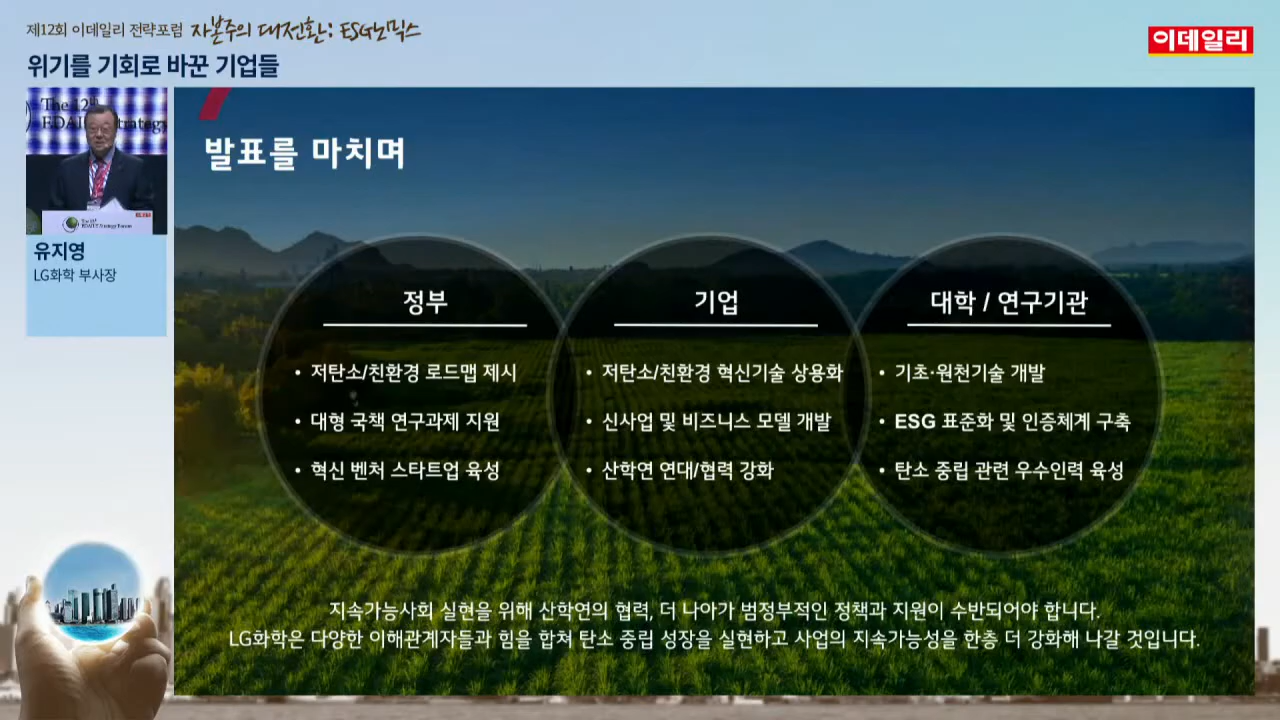 제12회 이데일리 전략포럼 자본주의 대전환: ESG노믹스
이데일리
위기를 기회로 바꾼 기업들
The 12th
EDAILY Strategy
The 12th
EDAILY Strategy Forum
유지영
LG화학 부사장
발표를 마치며
정부
• 저탄소/친환경 로드맵 제시
• 대형 국책 연구과제 지원
• 혁신 벤처 스타트업 육성
기업
• 저탄소/친환경 혁신기술 상용화
• 신사업 및 비즈니스 모델 개발
• 산학연 연대/협력 강화
대학 / 연구기관
• 기초·원천기술 개발
• ESG 표준화 및 인증체계 구축
• 탄소 중립 관련 우수인력 육성
지속가능사회 실현을 위해 산학연의 협력, 더 나아가 범정부적인 정책과 지원이 수반되어야 합니다.
LG화학은 다양한 이해관계자들과 힘을 합쳐 탄소 중립 성장을 실현하고 사업의 지속가능성을 한층 더 강화해 나갈 것입니다.